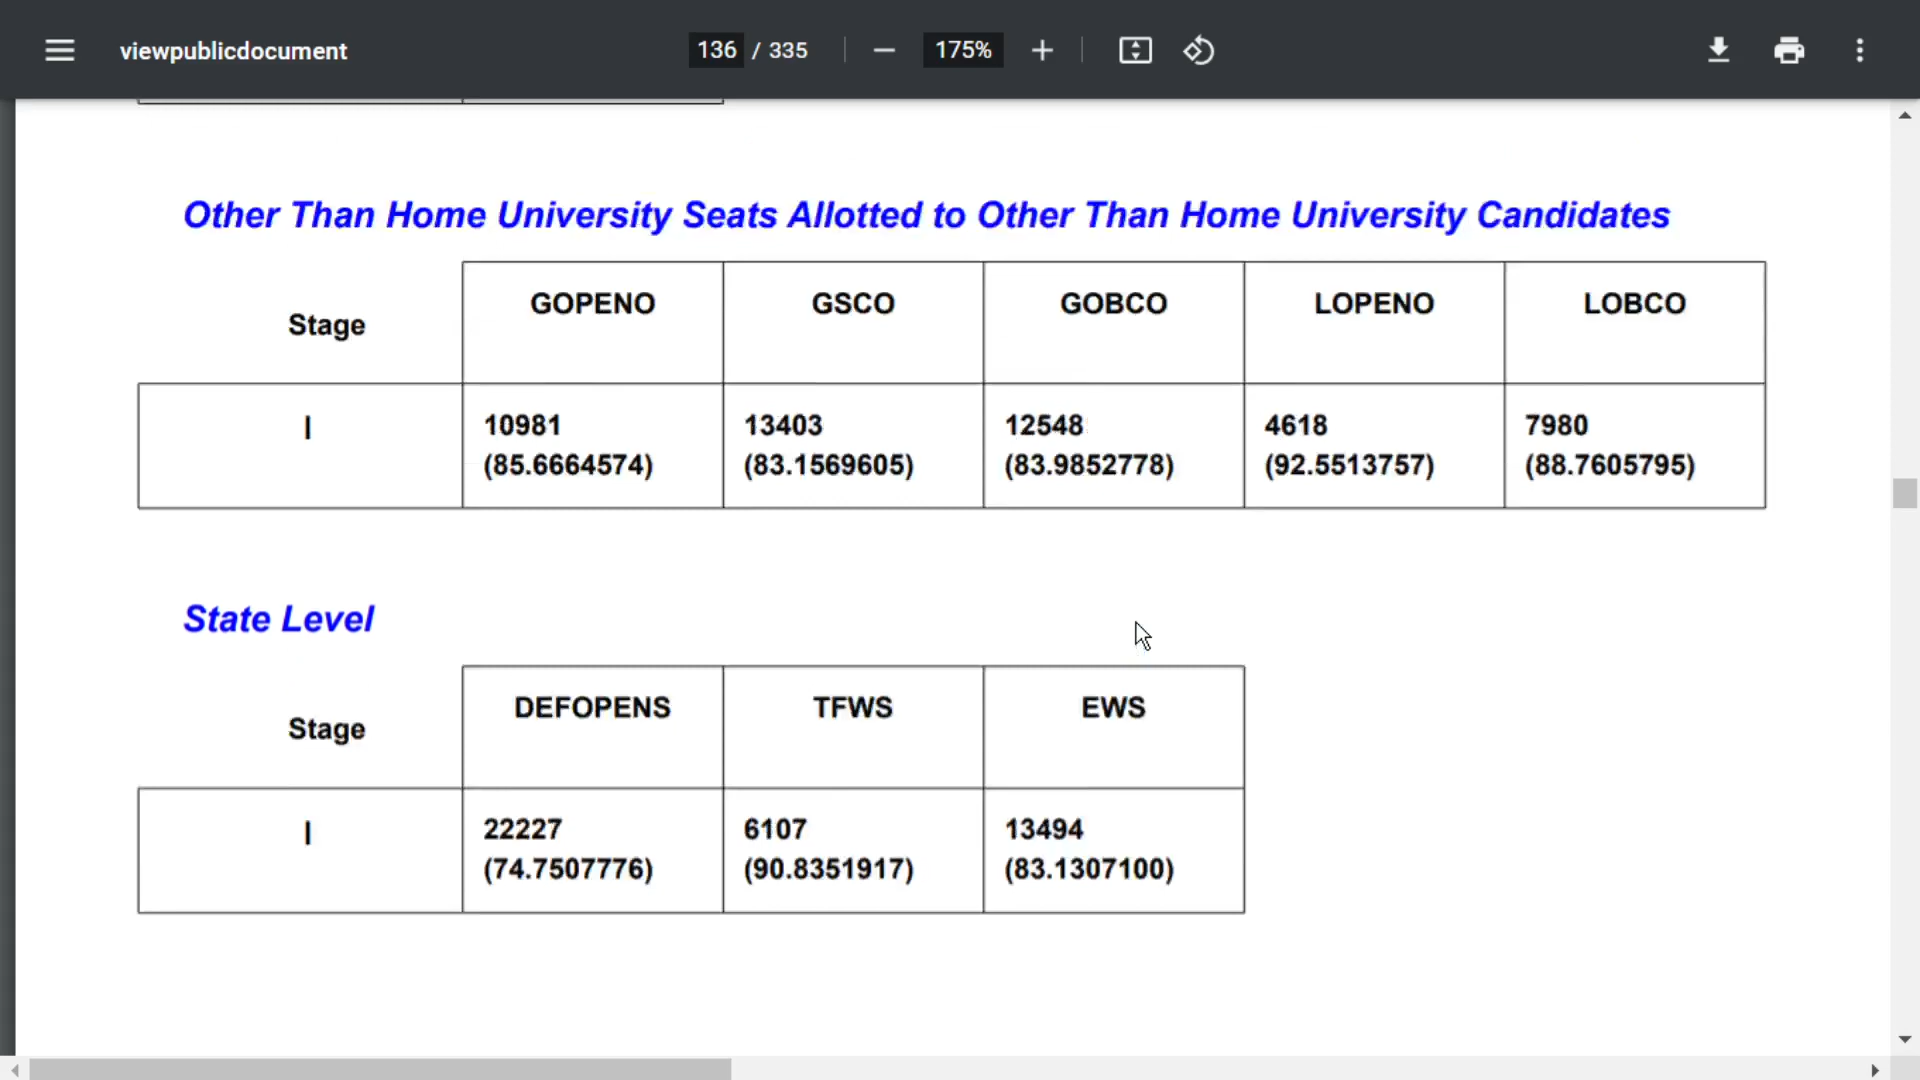 viewpublicdocument
136 / 335
175%
Other Than Home University Seats Allotted to Other Than Home University Candidates
Stage GOPENO GSCO GOBCO LOPENO LOBCO
I 10981 13403 12548 4618 7980
(85.6664574) (83.1569605) (83.9852778) (92.5513757) (88.7605795)
State Level
Stage DEFOPENS TFWS EWS
I 22227 6107 13494
(74.7507776) (90.8351917) (83.1307100)